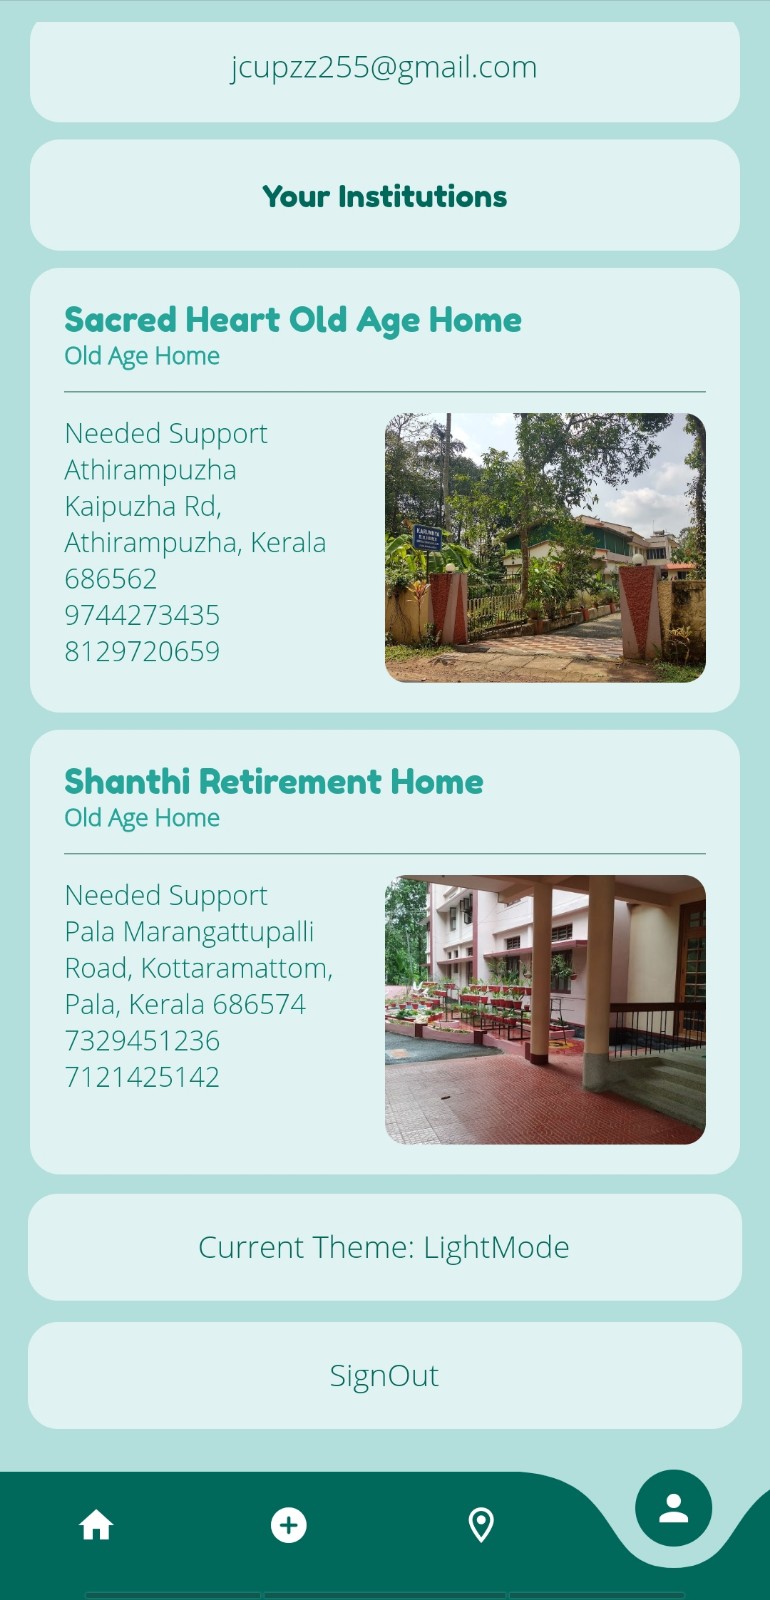 jcupzz255@gmail.com
Your Institutions
Sacred Heart Old Age Home
Old Age Home
Needed Support
Athirampuzha
Kaipuzha Rd,
Athirampuzha, Kerala
686562
9744273435
8129720659
Shanthi Retirement Home
Old Age Home
Needed Support
Pala Marangattupalli
Road, Kottaramattom,
Pala, Kerala 686574
7329451236
7121425142
Current Theme: LightMode
SignOut